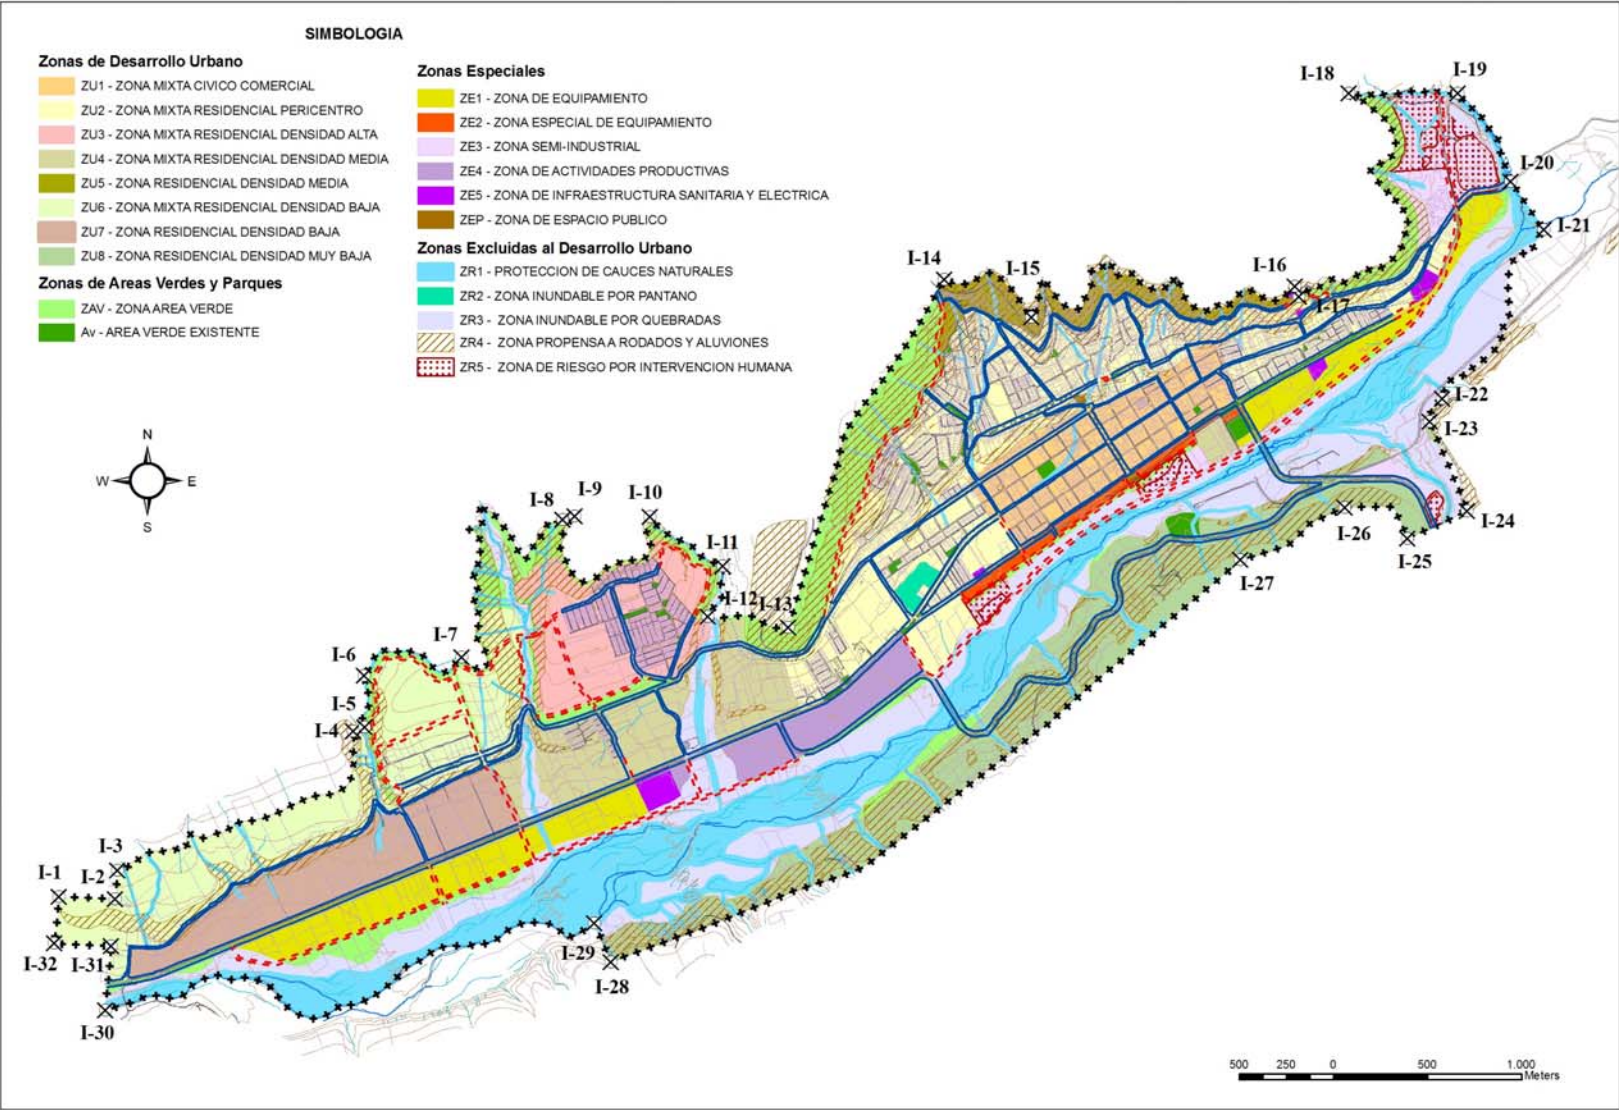 SIMBOLOGIA
Zonas de Desarrollo Urbano
ZU1 - ZONA MIXTA CIVICO COMERCIAL
ZU2 - ZONA MIXTA RESIDENCIAL PERICENTRO
ZU3 - ZONA MIXTA RESIDENCIAL DENSIDAD ALTA
ZU4 - ZONA MIXTA RESIDENCIAL DENSIDAD MEDIA
ZU5 - ZONA RESIDENCIAL DENSIDAD MEDIA
ZU6 - ZONA MIXTA RESIDENCIAL DENSIDAD BAJA
ZU7 - ZONA RESIDENCIAL DENSIDAD BAJA
ZU8 - ZONA RESIDENCIAL DENSIDAD MUY BAJA
Zonas de Areas Verdes y Parques
ZAV - ZONA AREA VERDE
Av - AREA VERDE EXISTENTE
Zonas Especiales
ZE1 - ZONA DE EQUIPAMIENTO
ZE2 - ZONA ESPECIAL DE EQUIPAMIENTO
ZE3 - ZONA SEMI-INDUSTRIAL
ZE4 - ZONA DE ACTIVIDADES PRODUCTIVAS
ZE5 - ZONA DE INFRAESTRUCTURA SANITARIA Y ELECTRICA
ZEP - ZONA DE ESPACIO PUBLICO
Zonas Excluidas al Desarrollo Urbano
ZR1 - PROTECCION DE CAUCES NATURALES
ZR2 - ZONA INUNDABLE POR PANTANO
ZR3 - ZONA INUNDABLE POR QUEBRADAS
ZR4 - ZONA PROPENSA A RODADOS Y ALUVIONES
ZR5 - ZONA DE RIESGO POR INTERVENCION HUMANA
I-18
I-19
I-20
I-21
I-14
I-15
I-16
I-17
I-22
I-23
N
W
E
S
I-8
I-9
I-10
I-11
I-12
I-13
I-24
I-25
I-26
I-27
I-7
I-6
I-5
I-4
I-3
I-2
I-1
I-32
I-31
I-30
I-29
I-28
500 250 0 500 1.000
Meters